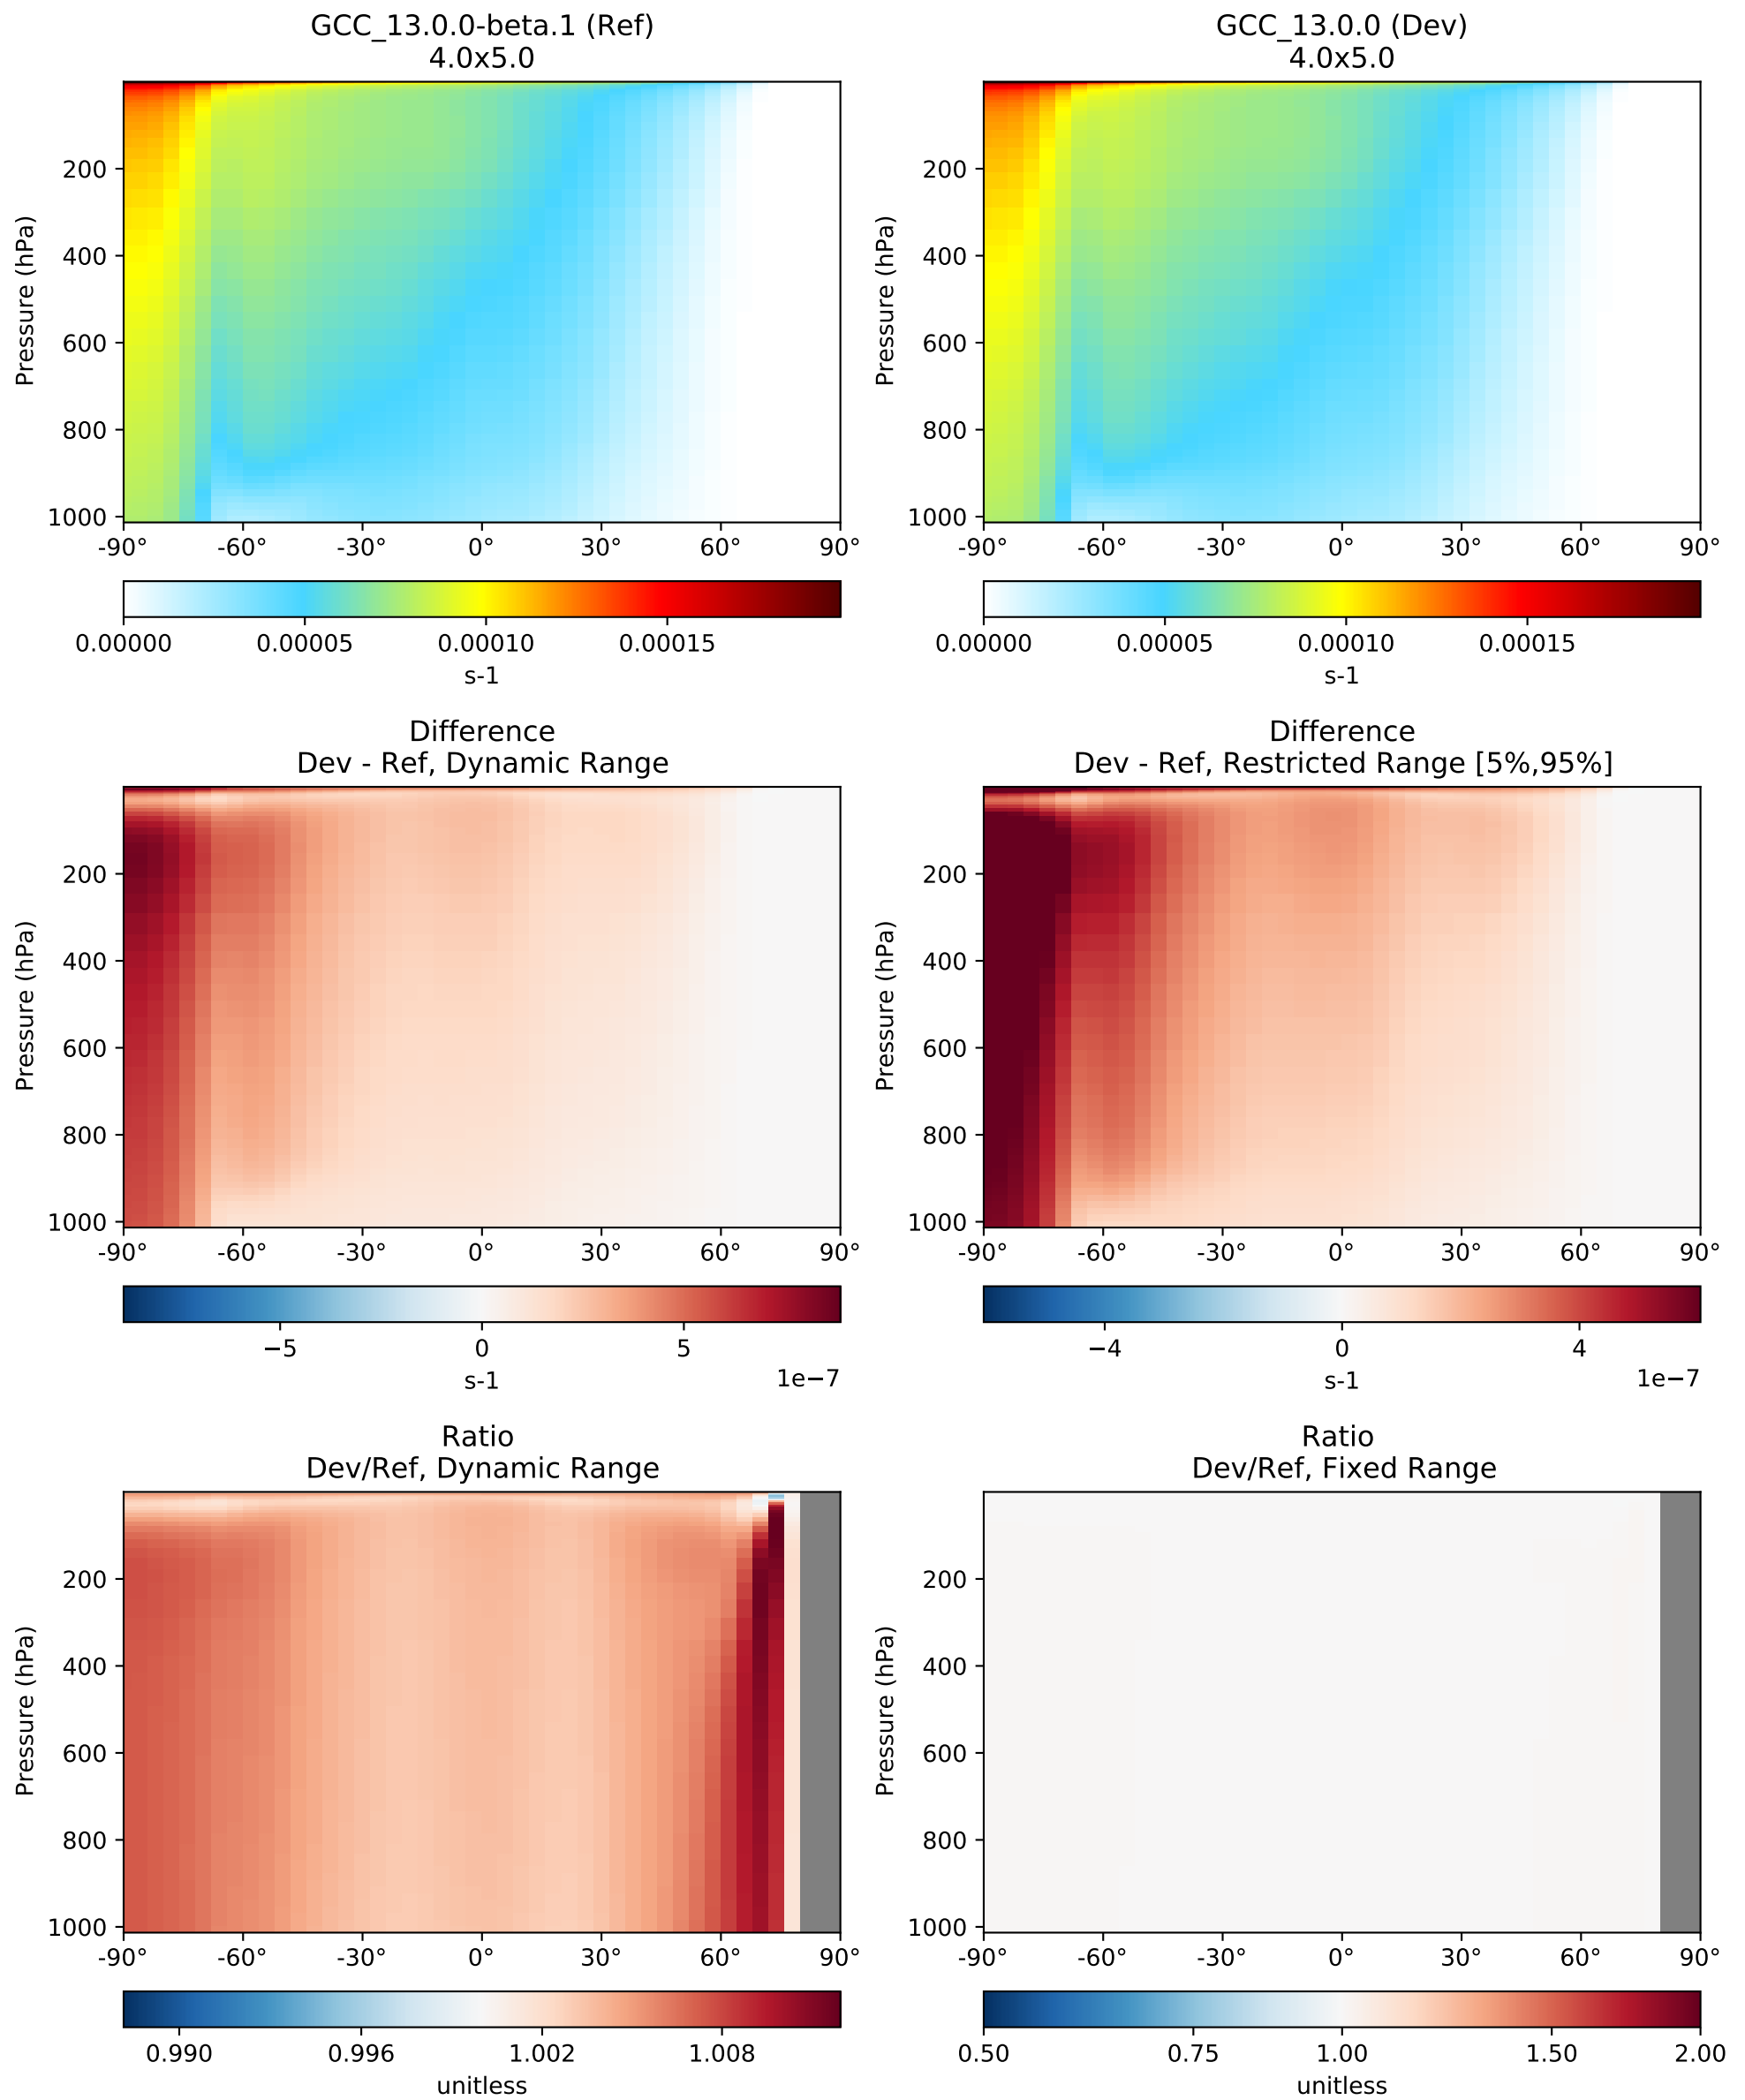 GCC_13.0.0-beta.1 (Ref)
4.0x5.0
Pressure (hPa)
200
400
600
800
1000
-90° -60° -30° 0° 30° 60° 90°
0.00000 0.00005 0.00010 0.00015
s-1
GCC_13.0.0 (Dev)
4.0x5.0
Pressure (hPa)
200
400
600
800
1000
-90° -60° -30° 0° 30° 60° 90°
0.00000 0.00005 0.00010 0.00015
s-1
Difference
Dev - Ref, Dynamic Range
Pressure (hPa)
200
400
600
800
1000
-90° -60° -30° 0° 30° 60° 90°
−5 0 5
s-1 1e−7
Difference
Dev - Ref, Restricted Range [5%,95%]
Pressure (hPa)
200
400
600
800
1000
-90° -60° -30° 0° 30° 60° 90°
−4 0 4
s-1 1e−7
Ratio
Dev/Ref, Dynamic Range
Pressure (hPa)
200
400
600
800
1000
-90° -60° -30° 0° 30° 60° 90°
0.990 0.996 1.002 1.008
unitless
Ratio
Dev/Ref, Fixed Range
Pressure (hPa)
200
400
600
800
1000
-90° -60° -30° 0° 30° 60° 90°
0.50 0.75 1.00 1.50 2.00
unitless